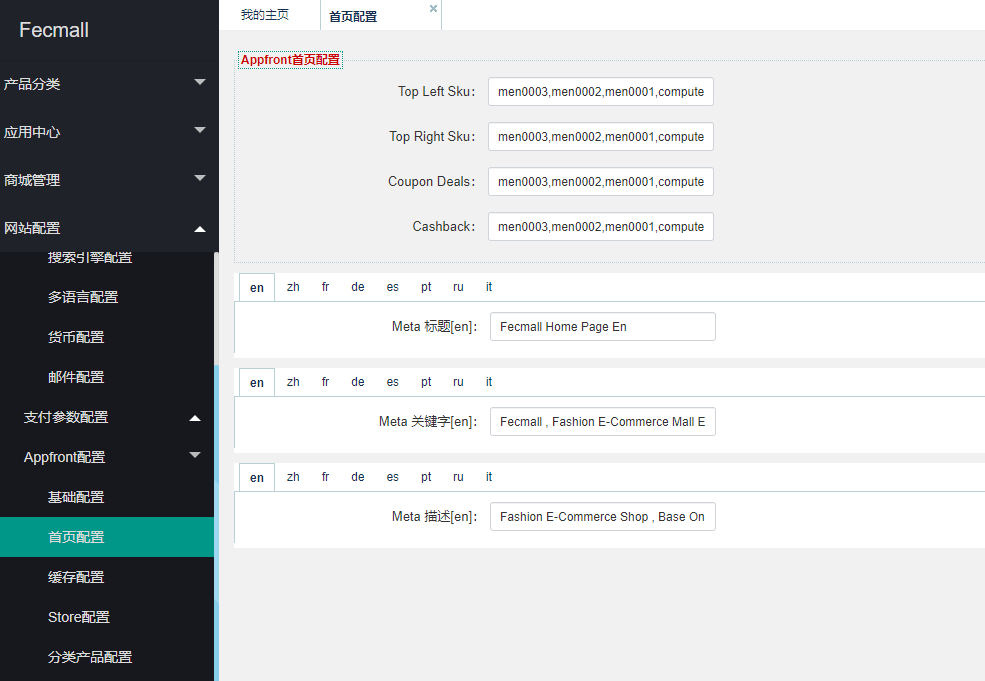 Fecmall
产品分类
应用中心
商城管理
网站配置
搜索引擎配置
多语言配置
货币配置
邮件配置
支付参数配置
Appfront配置
基础配置
首页配置
缓存配置
Store配置
分类产品配置
我的主页 首页配置
Appfront首页配置
Top Left Sku: men0003,men0002,men0001,compute
Top Right Sku: men0003,men0002,men0001,compute
Coupon Deals: men0003,men0002,men0001,compute
Cashback: men0003,men0002,men0001,compute
en zh fr de es pt ru it
Meta 标题[en]: Fecmall Home Page En
en zh fr de es pt ru it
Meta 关键字[en]: Fecmall , Fashion E-Commerce Mall E
en zh fr de es pt ru it
Meta 描述[en]: Fashion E-Commerce Shop , Base On